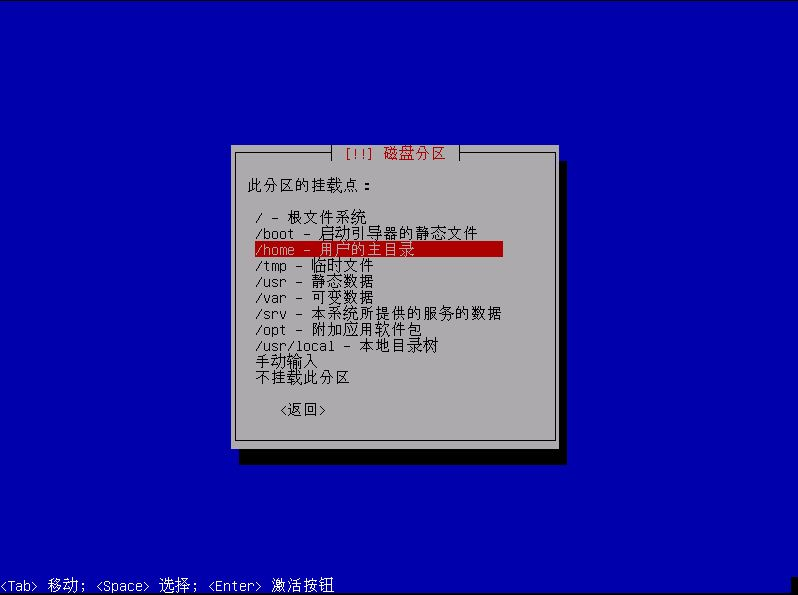 [!!] 磁盘分区
此分区的挂载点：
/ - 根文件系统
/boot - 启动引导器的静态文件
/home - 用户的主目录
/tmp - 临时文件
/usr - 静态数据
/var - 可变数据
/srv - 本系统所提供的服务的数据
/opt - 附加应用软件包
/usr/local - 本地目录树
手动输入
不挂载此分区
<返回>
<Tab> 移动; <Space> 选择; <Enter> 激活按钮